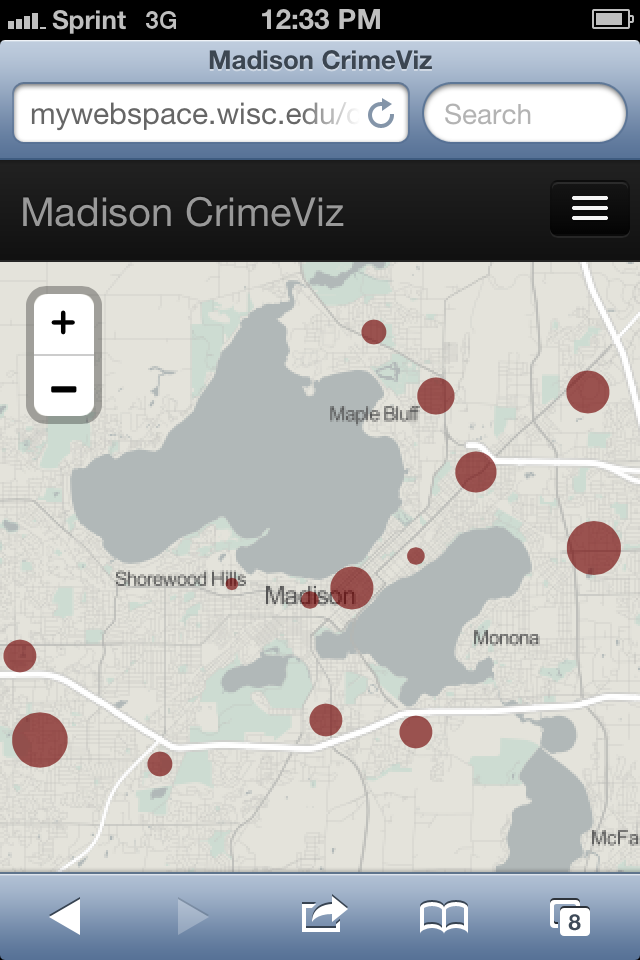 Sprint 3G 12:33 PM
Madison CrimeViz
mywebspace.wisc.edu/c
Search
Madison CrimeViz
+
−
Maple Bluff
Shorewood Hills
Madison
Monona
McFa
8